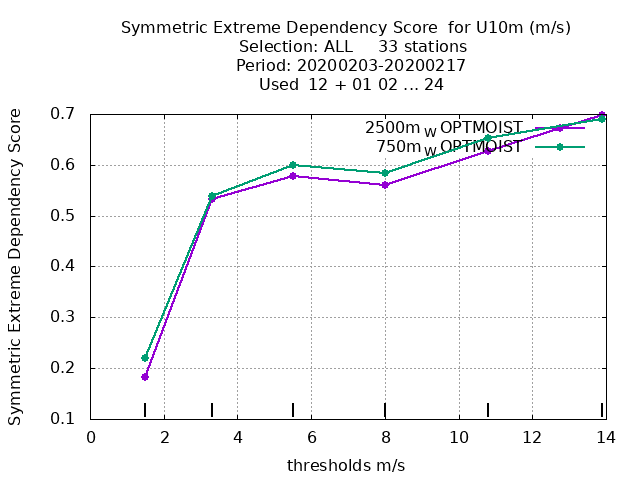 Symmetric Extreme Dependency Score for U10m (m/s)
Selection: ALL 33 stations
Period: 20200203-20200217
Used 12 + 01 02 ... 24
Symmetric Extreme Dependency Score
0.7
0.6
0.5
0.4
0.3
0.2
0.1
2500m_W OPTMOIST
750m_W OPTMOIST
0 2 4 6 8 10 12 14
thresholds m/s